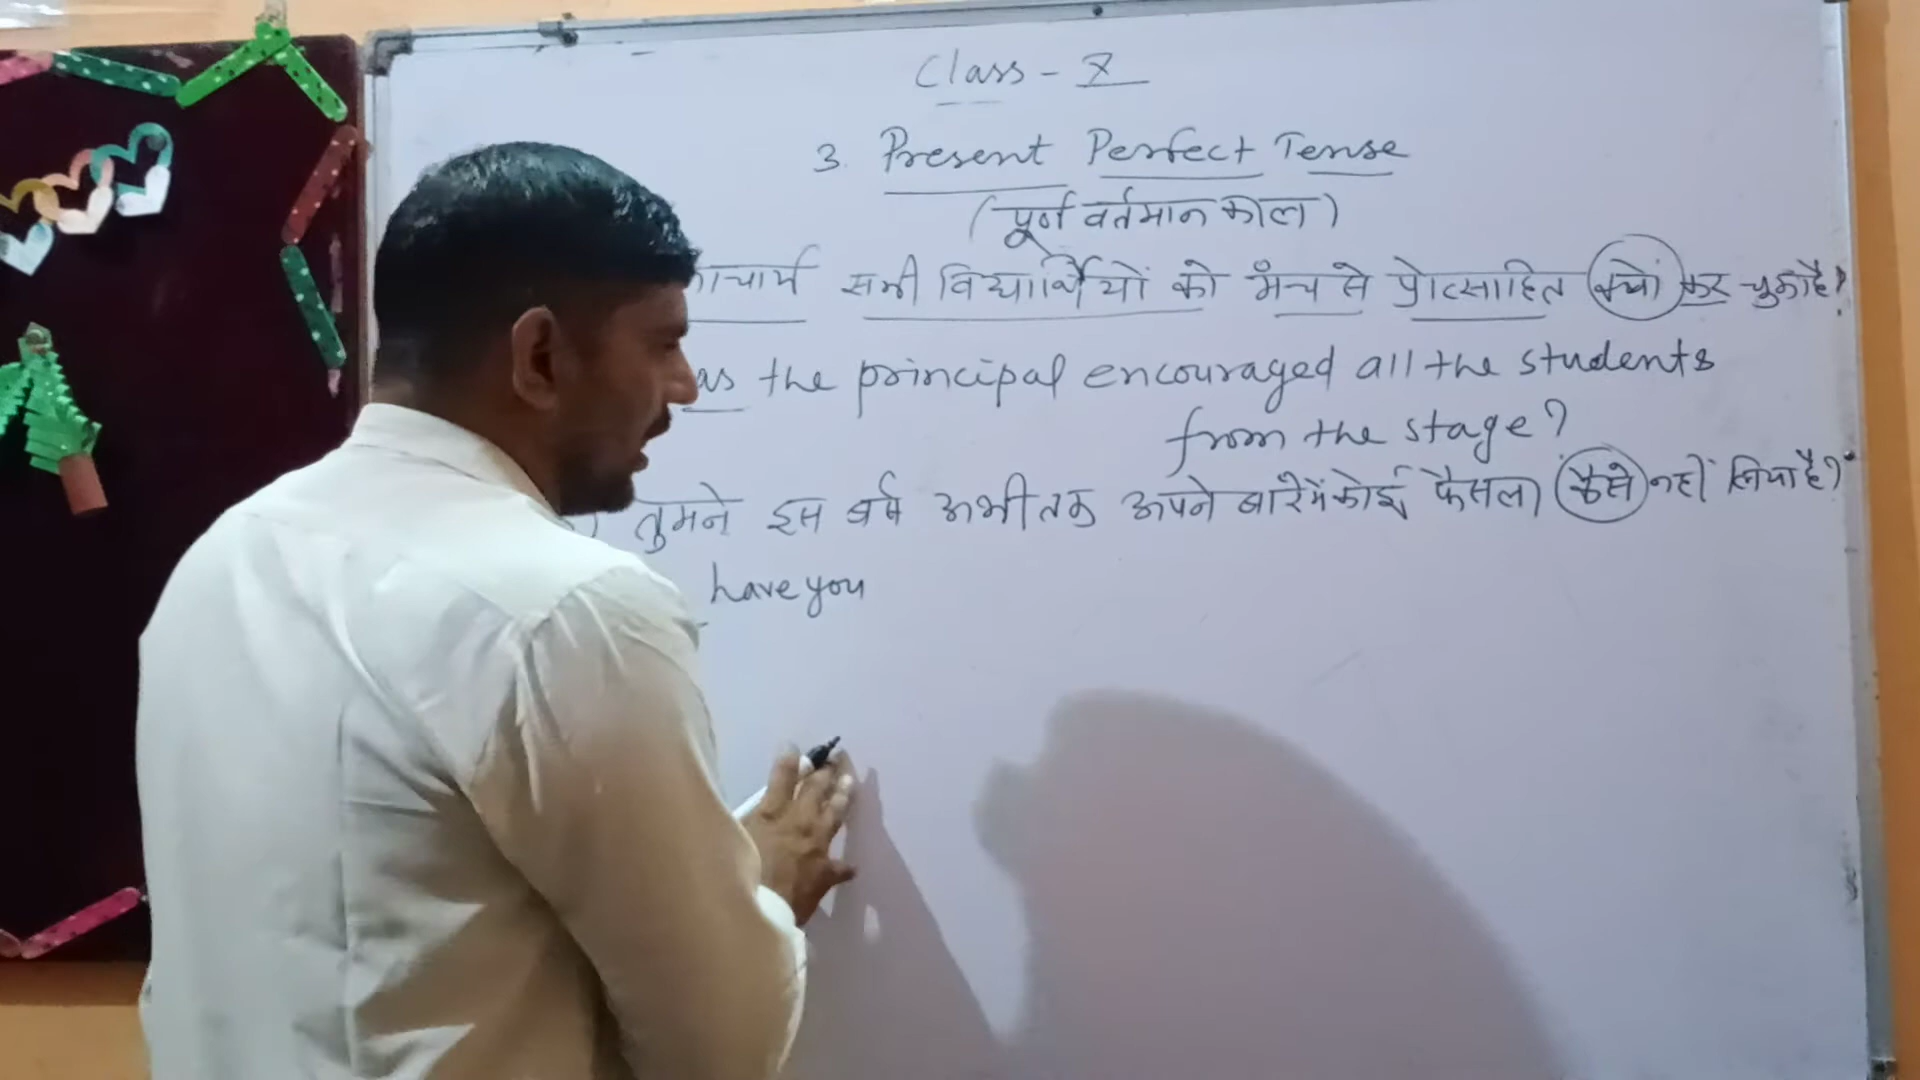 Class - X
3. Present Perfect Tense
(पूर्ण वर्तमान काल)
सभी विद्यार्थियों को मंच से प्रोत्साहित क्यों कर चुका है?
the principal encouraged all the students
from the stage?
तुमने इस वर्ष अभी तक अपने बारे में कोई फैसला कैसे नहीं लिया है?
have you